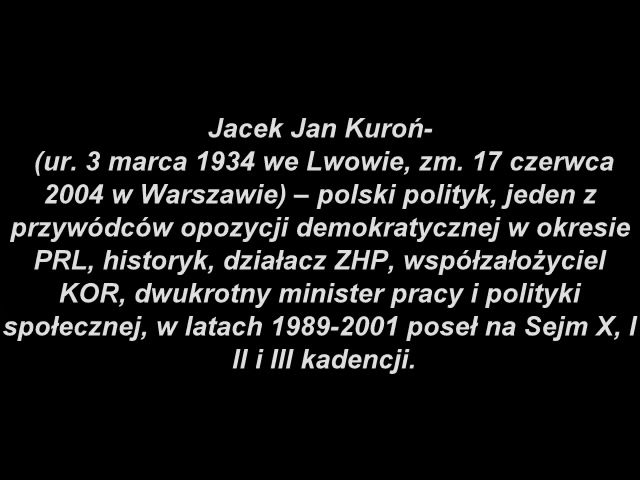 Jacek Jan Kuroń-
(ur. 3 marca 1934 we Lwowie, zm. 17 czerwca
2004 w Warszawie) – polski polityk, jeden z
przywódców opozycji demokratycznej w okresie
PRL, historyk, działacz ZHP, współzałożyciel
KOR, dwukrotny minister pracy i polityki
społecznej, w latach 1989-2001 poseł na Sejm X, I
II i III kadencji.